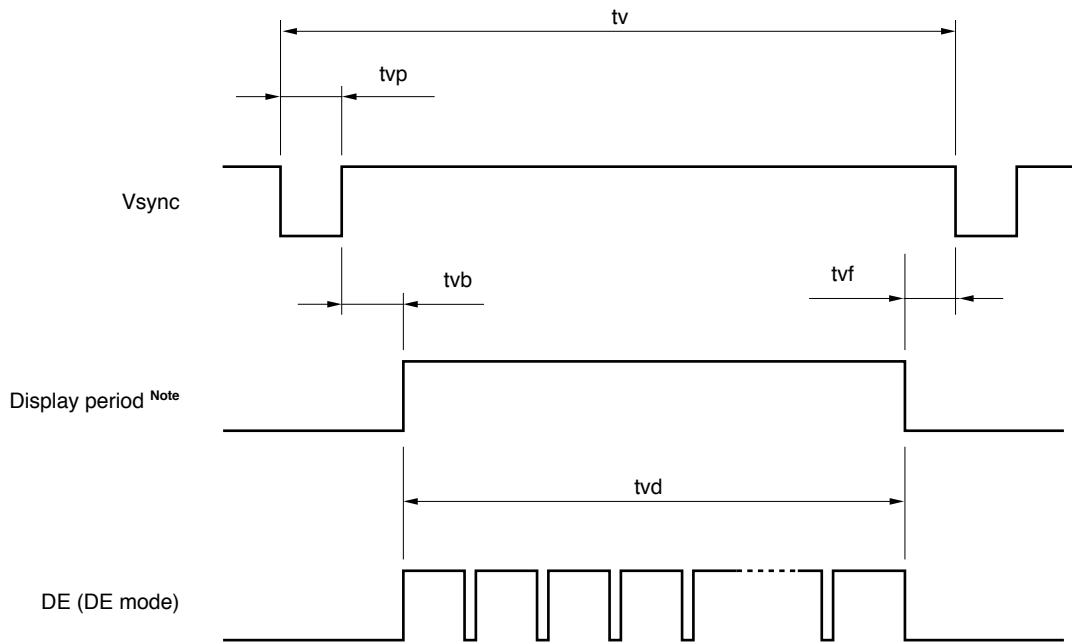 tv
tvp
Vsync
tvb
tvf
Display period Note
tvd
DE (DE mode)